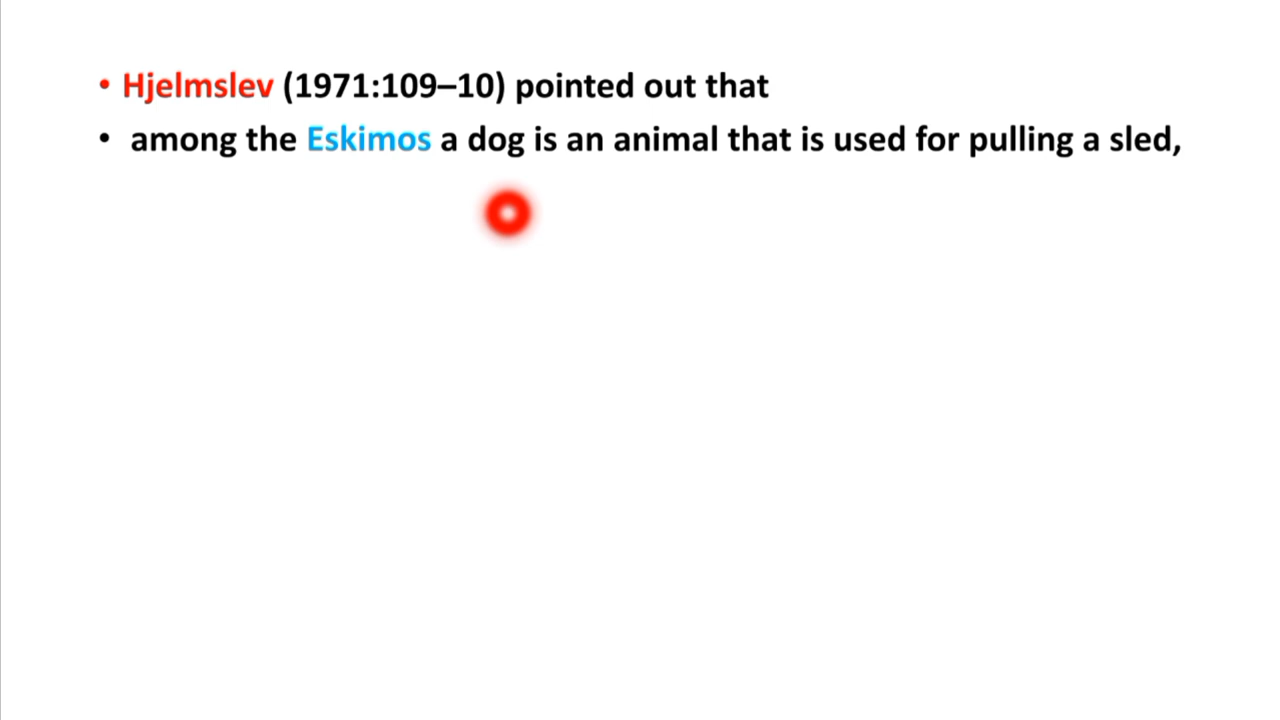 • Hjelmslev (1971:109–10) pointed out that
• among the Eskimos a dog is an animal that is used for pulling a sled,